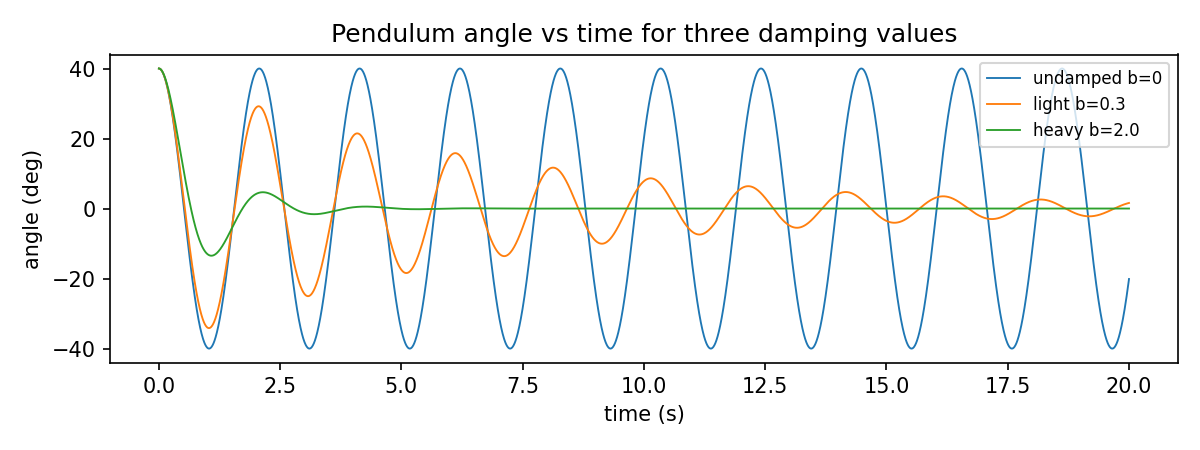 Pendulum angle vs time for three damping values
undamped b=0
light b=0.3
heavy b=2.0
angle (deg)
40
20
0
−20
−40
0.0 2.5 5.0 7.5 10.0 12.5 15.0 17.5 20.0
time (s)